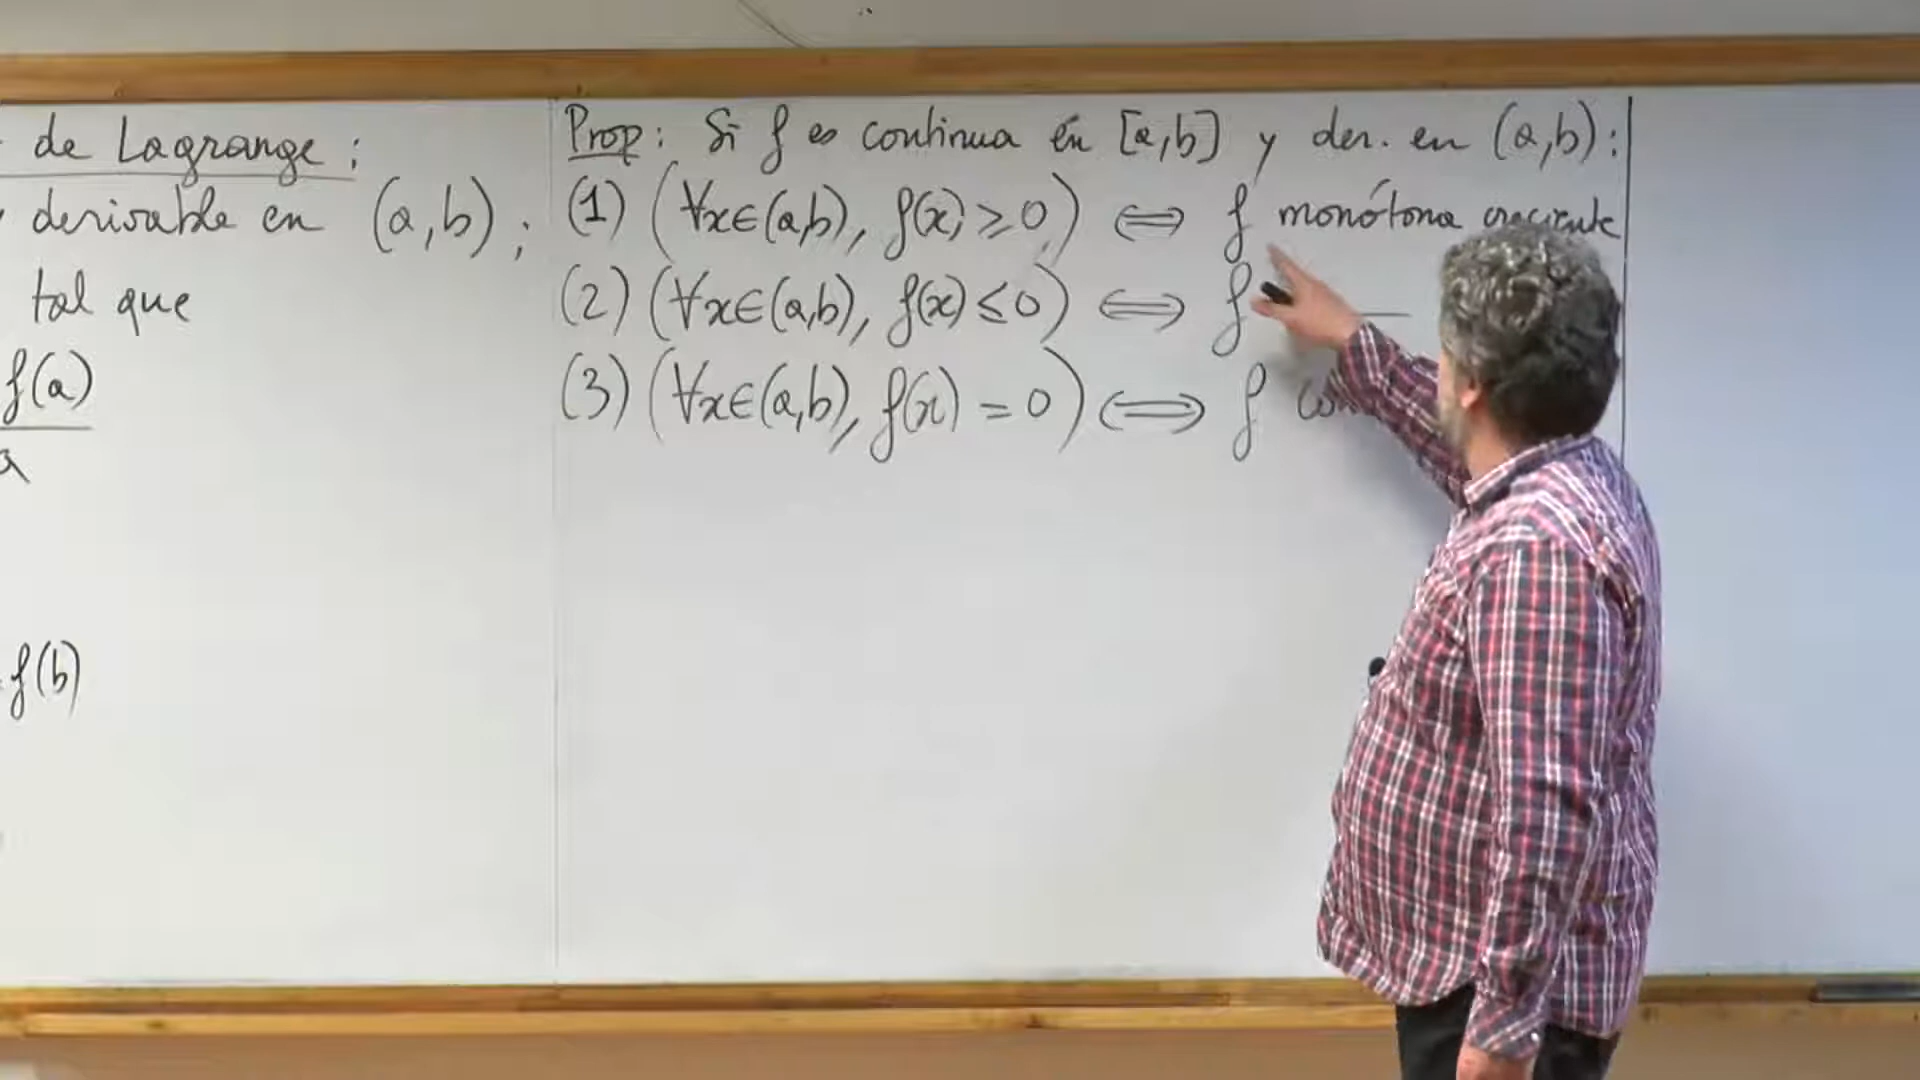 de Lagrange :
derivable en (a,b) ;
tal que
f(a)
a
f(b)
Prop: Si f es continua en [a,b] y der. en (a,b):
(1) (∀x∈(a,b), f(x) ≥ 0) ⟺ f monótona creciente
(2) (∀x∈(a,b), f(x) ≤ 0) ⟺ f
(3) (∀x∈(a,b), f(x) = 0) ⟺ f